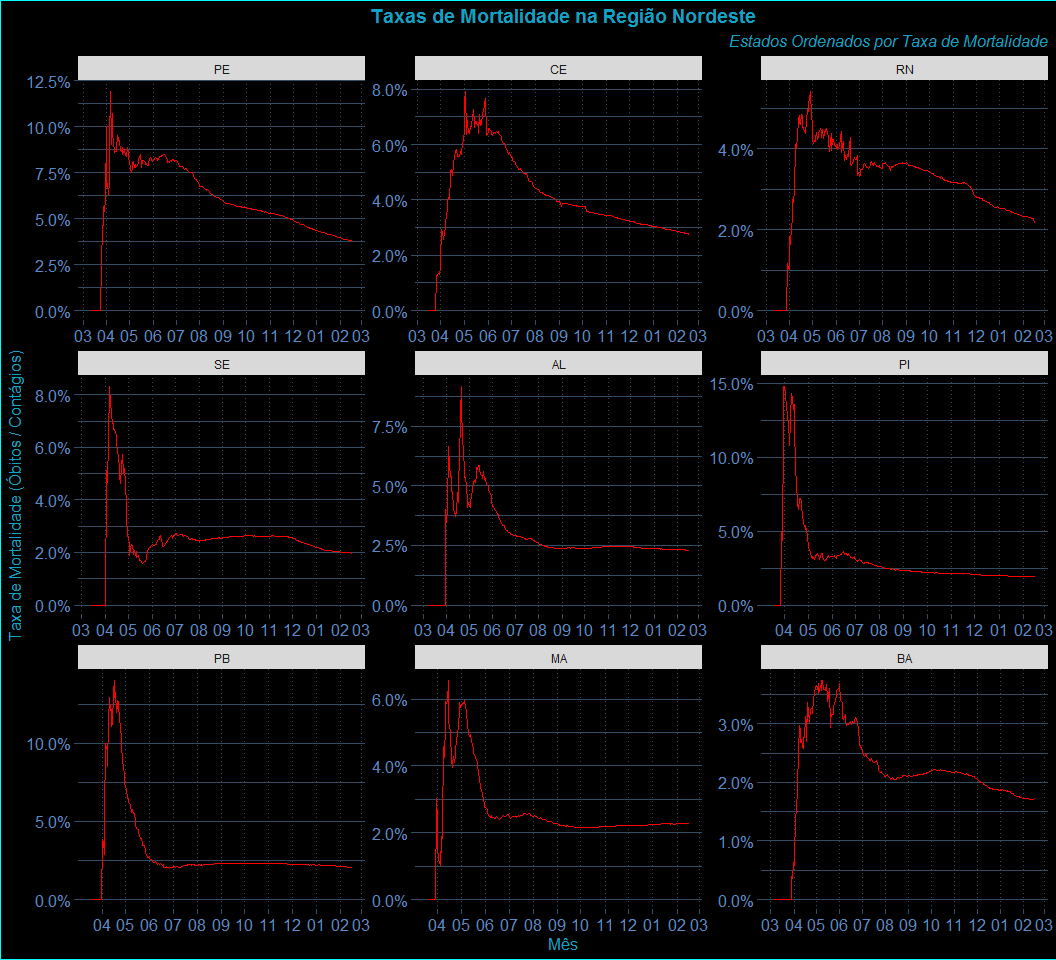 Taxas de Mortalidade na Região Nordeste
Estados Ordenados por Taxa de Mortalidade
Taxa de Mortalidade (Óbitos / Contágios)
PE
12.5%
10.0%
7.5%
5.0%
2.5%
0.0%
03 04 05 06 07 08 09 10 11 12 01 02 03
CE
8.0%
6.0%
4.0%
2.0%
0.0%
03 04 05 06 07 08 09 10 11 12 01 02 03
RN
4.0%
2.0%
0.0%
03 04 05 06 07 08 09 10 11 12 01 02 03
SE
8.0%
6.0%
4.0%
2.0%
0.0%
03 04 05 06 07 08 09 10 11 12 01 02 03
AL
7.5%
5.0%
2.5%
0.0%
03 04 05 06 07 08 09 10 11 12 01 02 03
PI
15.0%
10.0%
5.0%
0.0%
04 05 06 07 08 09 10 11 12 01 02 03
PB
10.0%
5.0%
0.0%
04 05 06 07 08 09 10 11 12 01 02 03
MA
6.0%
4.0%
2.0%
0.0%
04 05 06 07 08 09 10 11 12 01 02 03
BA
3.0%
2.0%
1.0%
0.0%
03 04 05 06 07 08 09 10 11 12 01 02 03
Mês